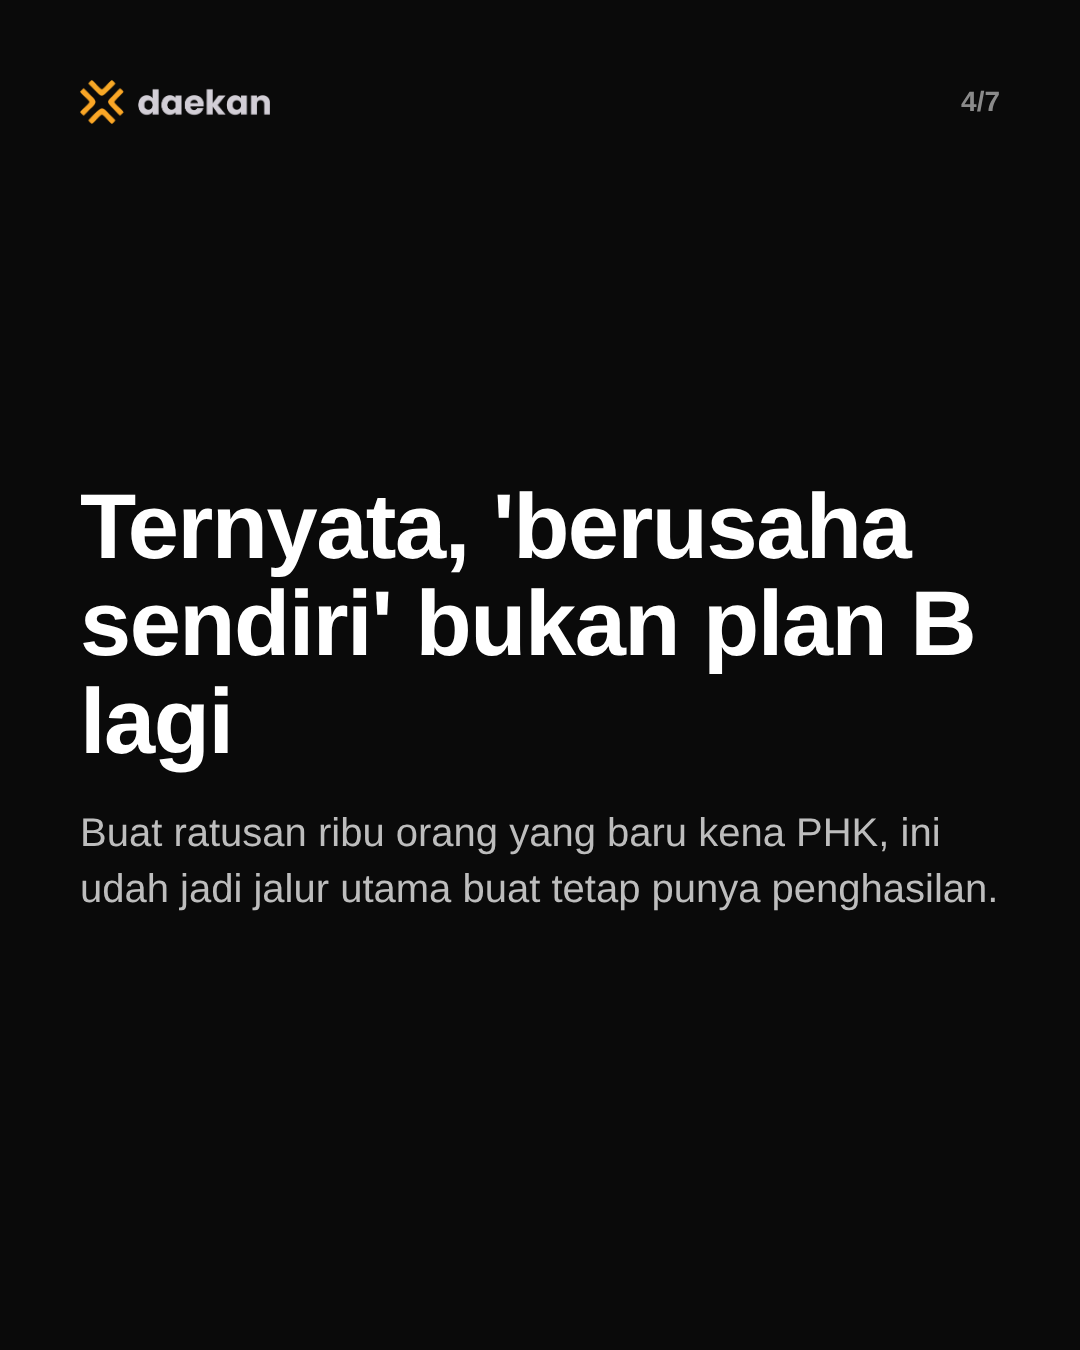 daekan
4/7
Ternyata, 'berusaha
sendiri' bukan plan B
lagi
Buat ratusan ribu orang yang baru kena PHK, ini
udah jadi jalur utama buat tetap punya penghasilan.